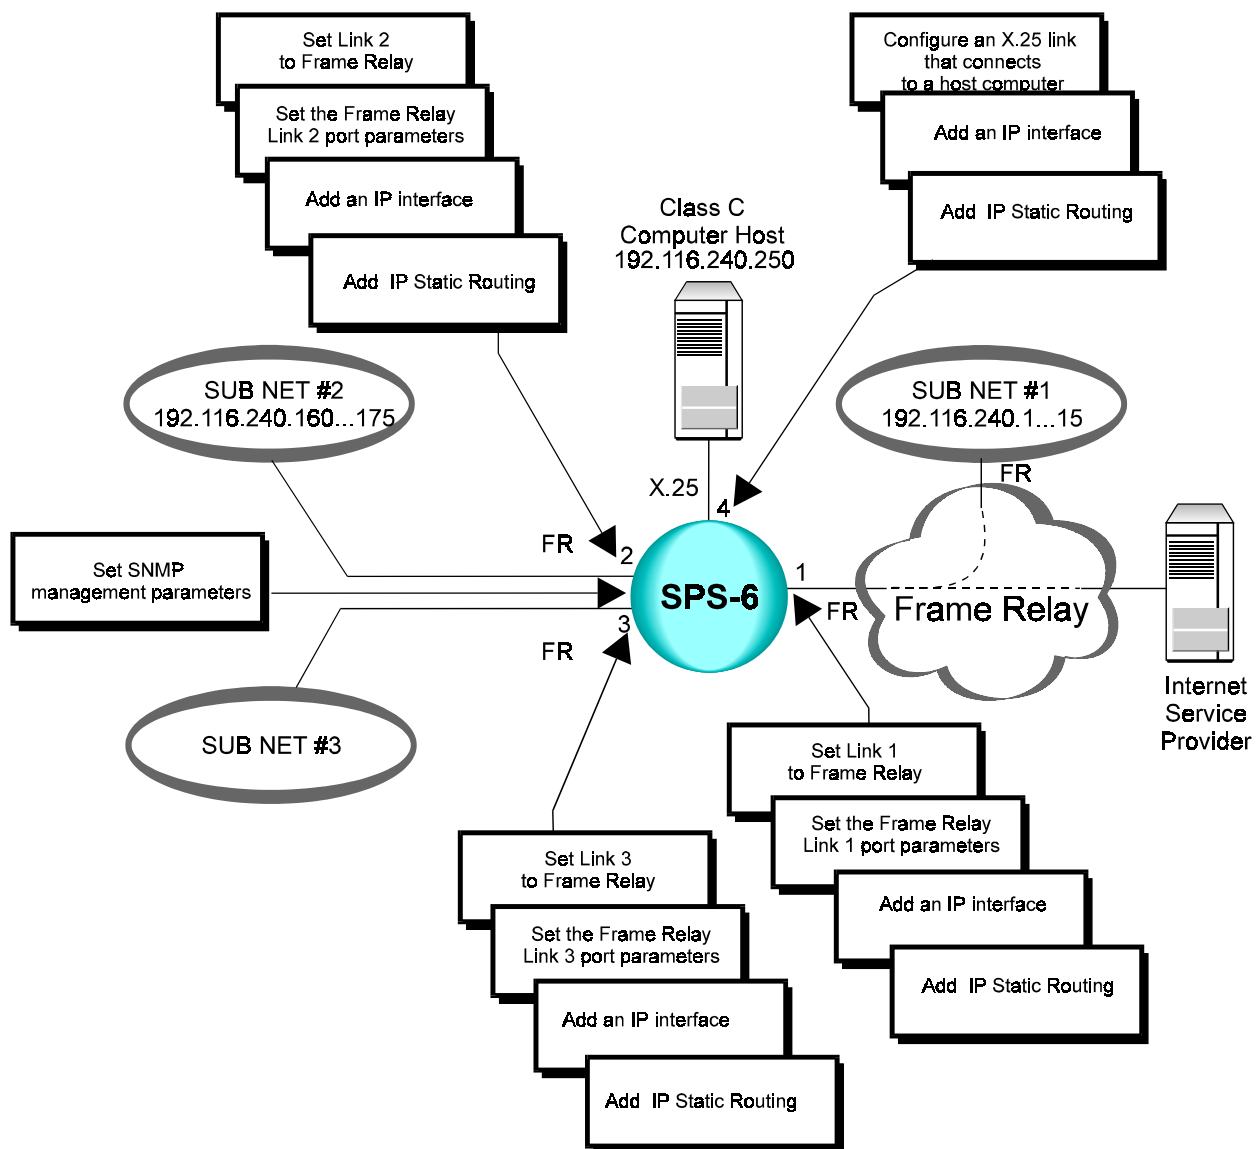 Set Link 2
to Frame Relay
Set the Frame Relay
Link 2 port parameters
Add an IP interface
Add IP Static Routing
Configure an X.25 link
that connects
to a host computer
Add an IP interface
Add IP Static Routing
Class C
Computer Host
192.116.240.250
SUB NET #2
192.116.240.160...175
SUB NET #1
192.116.240.1...15
FR
X.25
4
FR
2
Set SNMP
management parameters
SPS-6
1
FR
Frame Relay
3
FR
Internet
Service
Provider
SUB NET #3
Set Link 1
to Frame Relay
Set the Frame Relay
Link 1 port parameters
Add an IP interface
Add IP Static Routing
Set Link 3
to Frame Relay
Set the Frame Relay
Link 3 port parameters
Add an IP interface
Add IP Static Routing